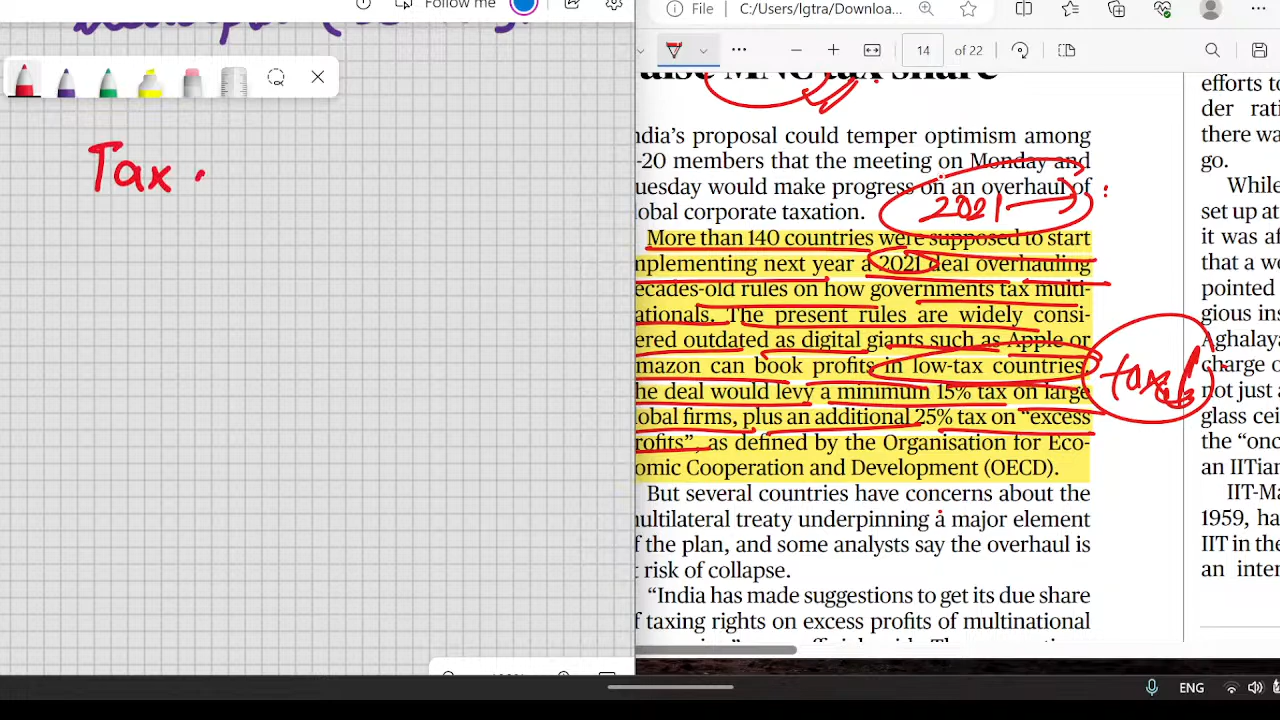 Follow me
File
C:/Users/lgtra/Downloa...
14 of 22
Tax
MNC tax share
ndia's proposal could temper optimism among
-20 members that the meeting on Monday and
uesday would make progress on an overhaul of
lobal corporate taxation.
2021
More than 140 countries were supposed to start
mplementing next year a 2021 deal overhauling
ecades-old rules on how governments tax multi-
ationals. The present rules are widely consi-
ered outdated as digital giants such as Apple or
mazon can book profits in low-tax countries.
he deal would levy a minimum 15% tax on large
lobal firms, plus an additional 25% tax on “excess
rofits”, as defined by the Organisation for Eco-
omic Cooperation and Development (OECD).
But several countries have concerns about the
ultilateral treaty underpinning a major element
f the plan, and some analysts say the overhaul is
t risk of collapse.
“India has made suggestions to get its due share
f taxing rights on excess profits of multinational
tax
efforts to
der rati
there wa
go.
While
set up at
it was af
that a we
pointed
gious ins
Aghalaya
charge o
not just a
glass cei
the “onc
an IITian
IIT-Ma
1959, ha
IIT in the
an inter
ENG